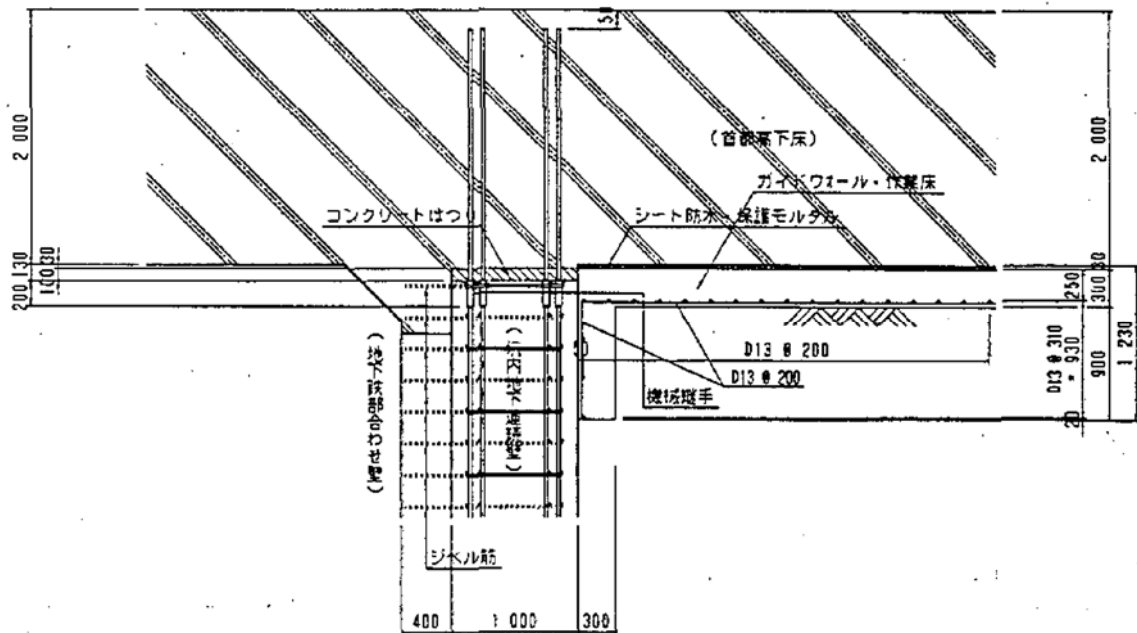 5
2 000
(首都高下床)
2 000
ガイドウォール・作業床
コンクリートはつり
シート防水・保護モルタル
200
130
100
30
250
300
30
D13 @ 200
D13 @ 200
機械継手
D13 @ 310
= 930
900
1 230
20
ジベル筋
400
1 000
300